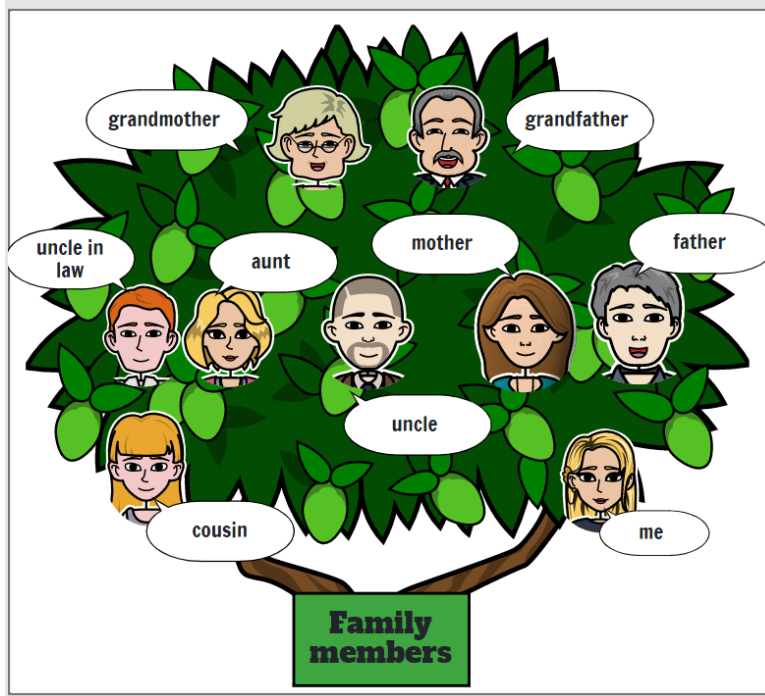 grandmother
grandfather
uncle in
law
aunt
mother
father
uncle
cousin
me
Family
members